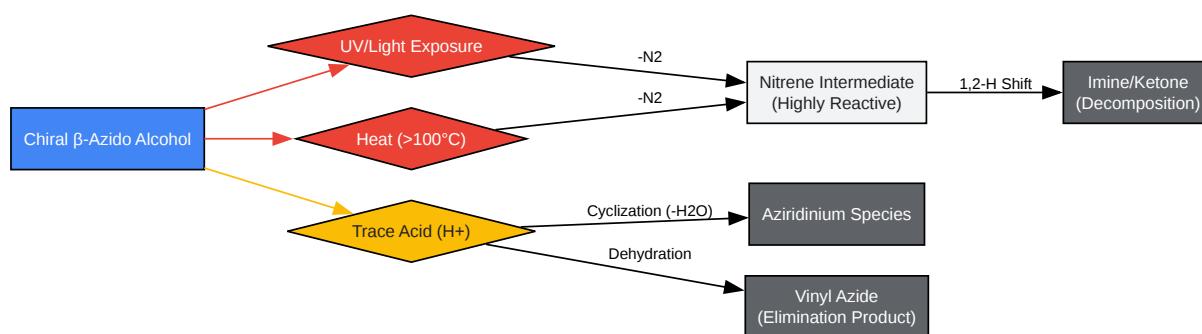 UV/Light Exposure
-N2
Nitrene Intermediate
(Highly Reactive)
1,2-H Shift
Imine/Ketone
(Decomposition)
Chiral β-Azido Alcohol
Heat (>100°C)
-N2
Trace Acid (H+)
Cyclization (-H2O)
Aziridinium Species
Dehydration
Vinyl Azide
(Elimination Product)